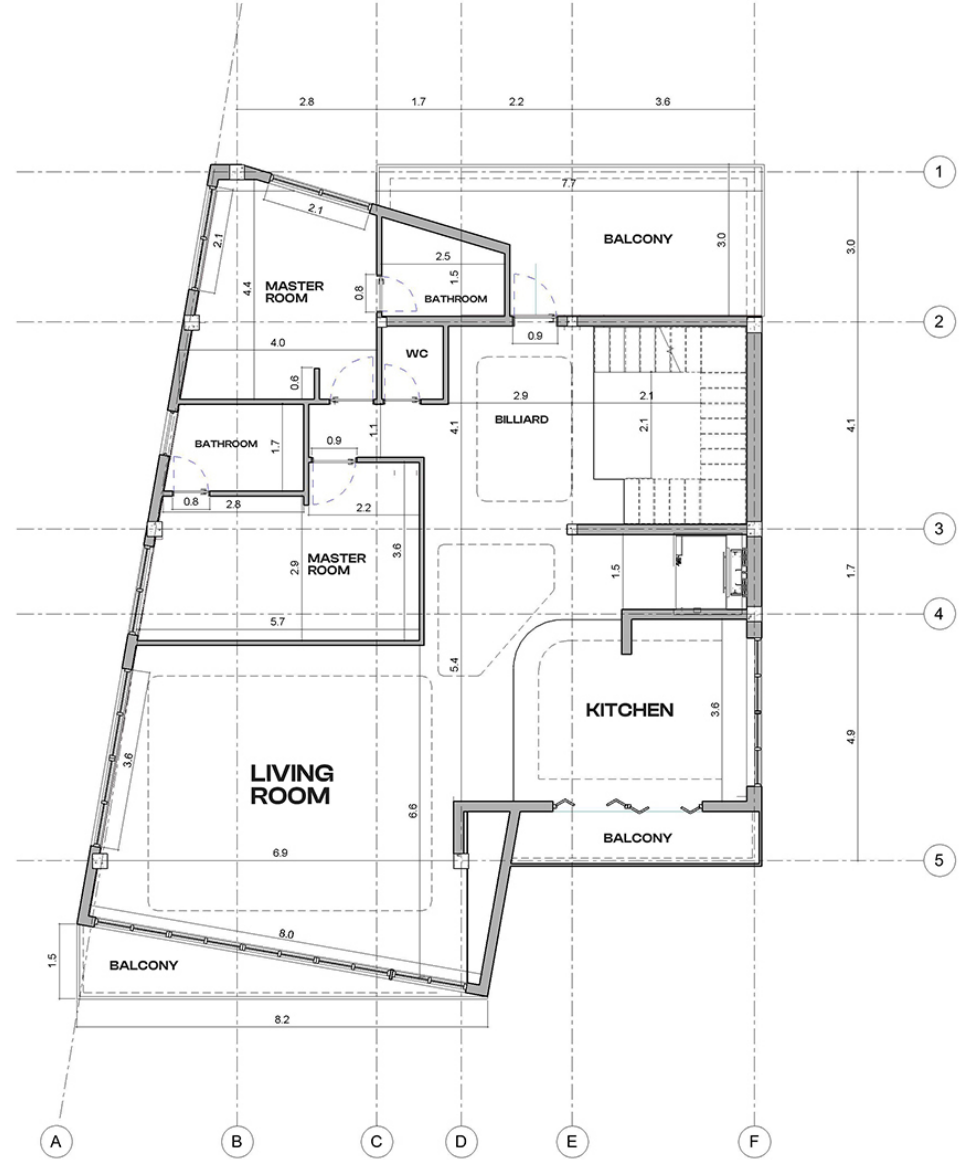 2.8 1.7 2.2 3.6
1
7.7
2.1
2.1
BALCONY
3.0
3.0
2.5
4.4
MASTER
ROOM
0.8
1.5
BATHROOM
2
0.9
4.0
WC
0.6
2.9
2.1
BILLIARD
4.1
2.1
4.1
1.1
BATHROOM
1.7
0.9
0.8
2.8
2.2
3
MASTER
ROOM
2.9
3.6
1.5
1.7
4
5.7
5.4
KITCHEN
3.6
4.9
3.6
LIVING
ROOM
6.6
BALCONY
6.9
5
8.0
1.5
BALCONY
8.2
A B C D E F